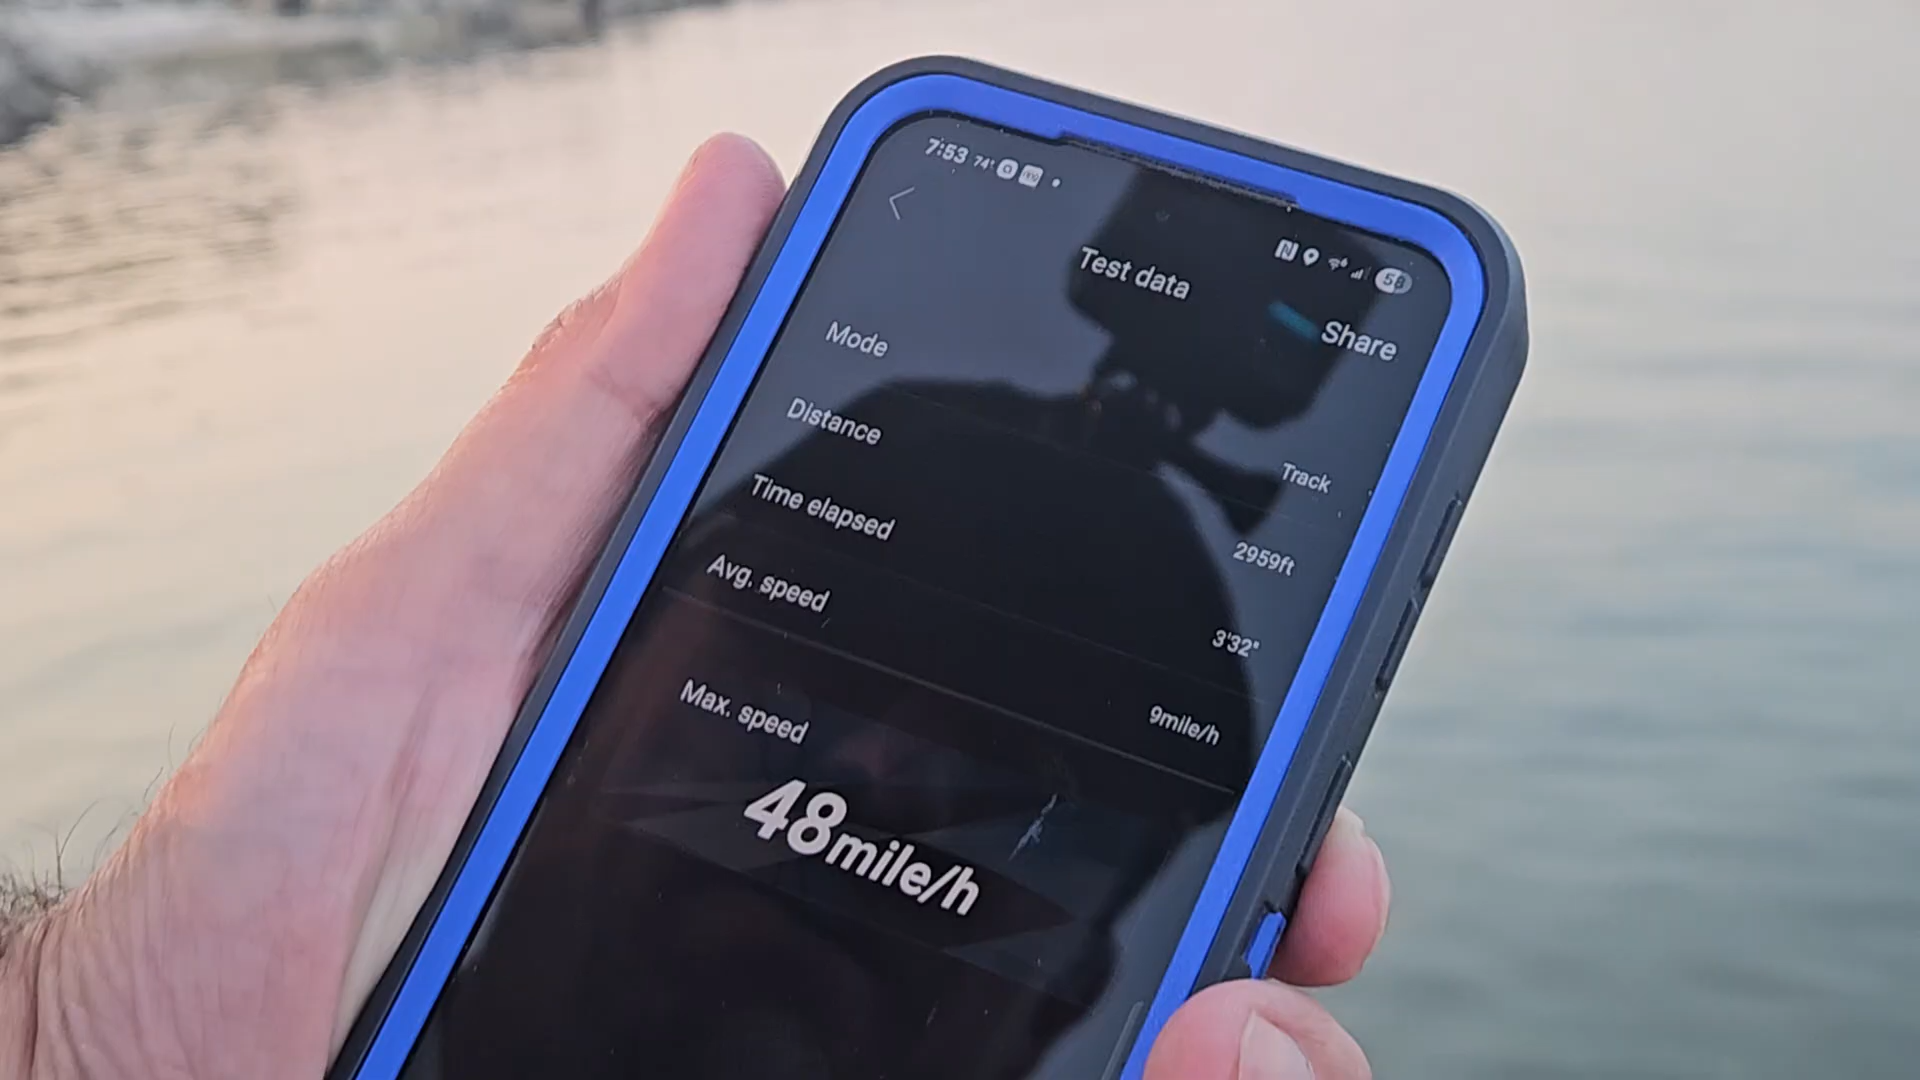 7:53 74°
58
Test data
Share
Mode
Track
Distance
2959ft
Time elapsed
3'32"
Avg. speed
9mile/h
Max. speed
48mile/h